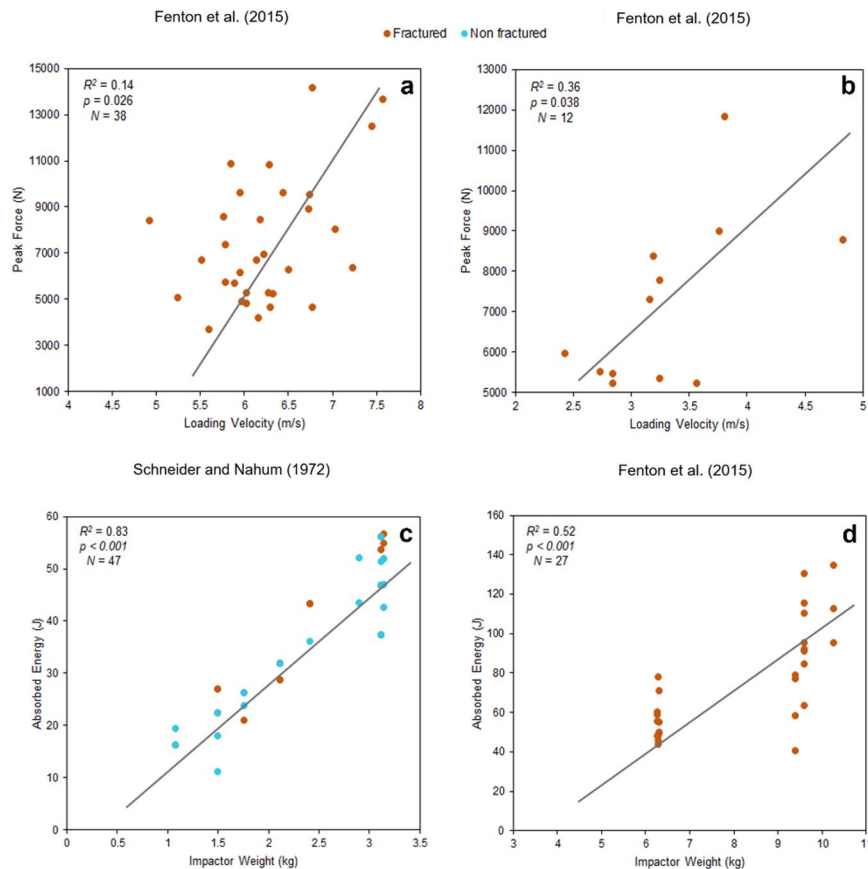 Fenton et al. (2015)
Fenton et al. (2015)
Fractured Non fractured
a
R² = 0.14
p = 0.026
N = 38
15000
13000
11000
9000
7000
5000
3000
1000
Peak Force (N)
4 4.5 5 5.5 6 6.5 7 7.5 8
Loading Velocity (m/s)
b
R² = 0.36
p = 0.038
N = 12
13000
12000
11000
10000
9000
8000
7000
6000
5000
Peak Force (N)
2 2.5 3 3.5 4 4.5 5
Loading Velocity (m/s)
Schneider and Nahum (1972)
c
R² = 0.83
p < 0.001
N = 47
60
50
40
30
20
10
0
Absorbed Energy (J)
0 0.5 1 1.5 2 2.5 3 3.5
Impactor Weight (kg)
Fenton et al. (2015)
d
R² = 0.52
p < 0.001
N = 27
160
140
120
100
80
60
40
20
0
Absorbed Energy (J)
3 4 5 6 7 8 9 10
Impactor Weight (kg)